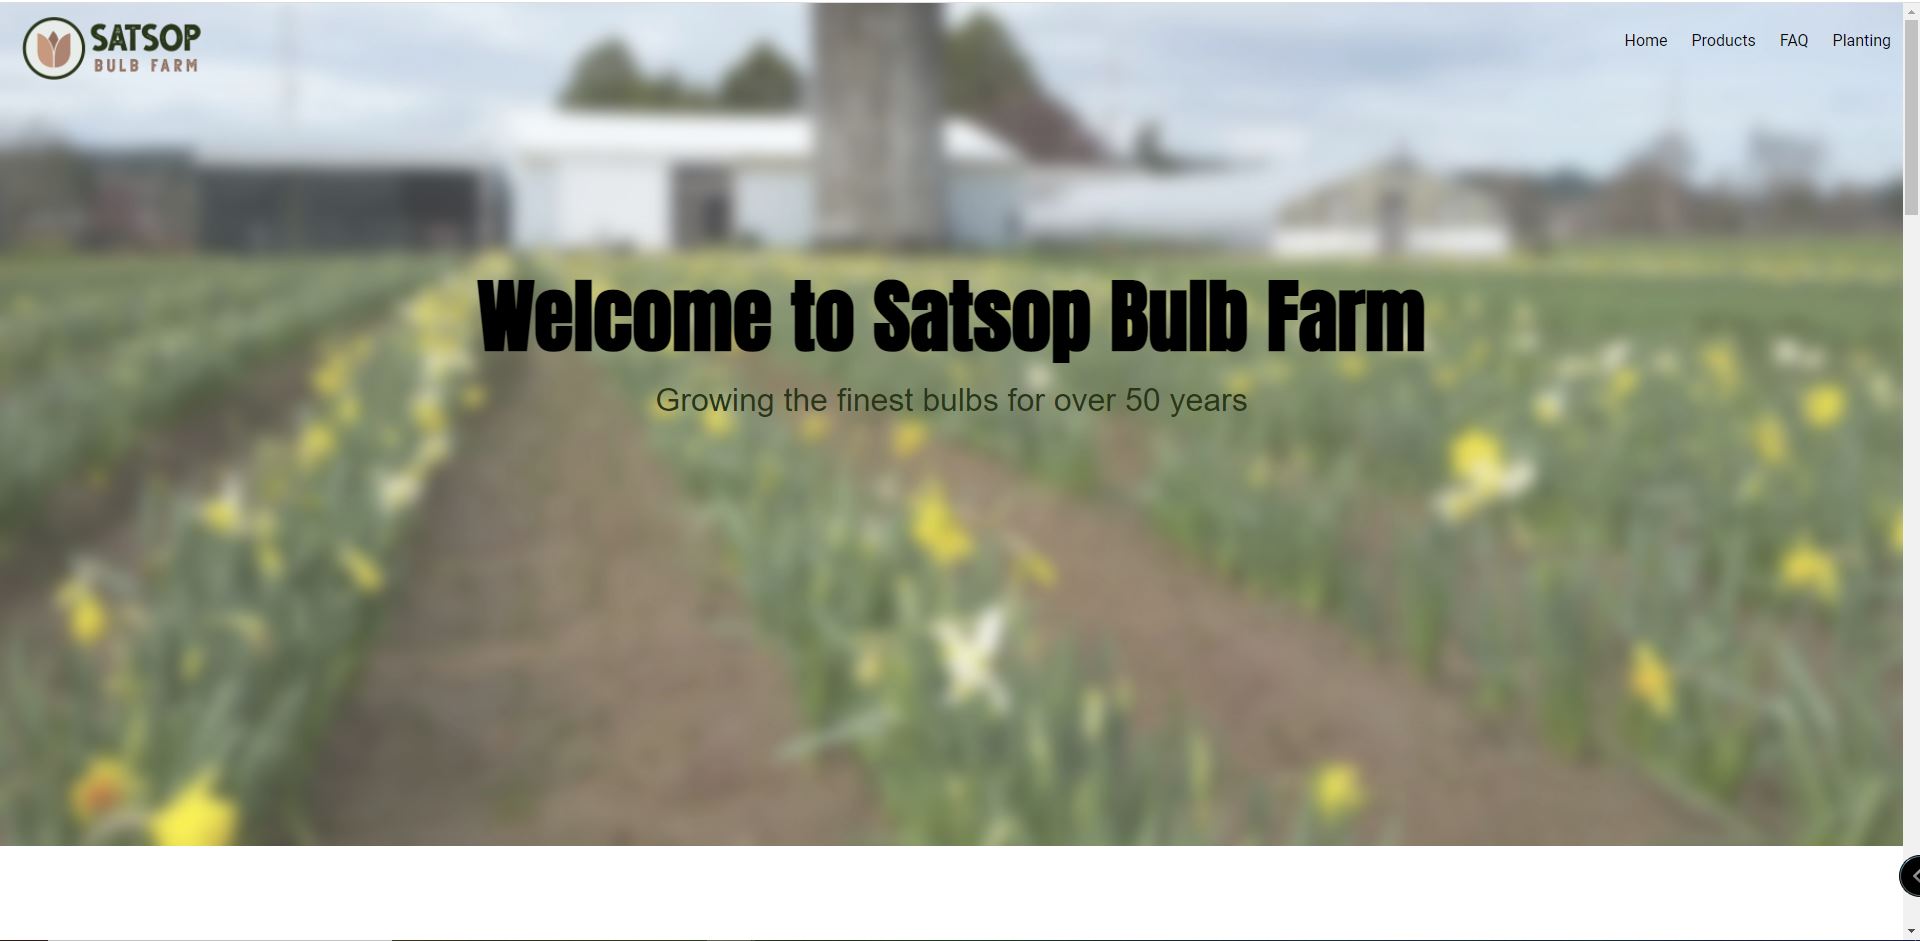 SATSOP
BULB FARM
Home Products FAQ Planting
Welcome to Satsop Bulb Farm
Growing the finest bulbs for over 50 years